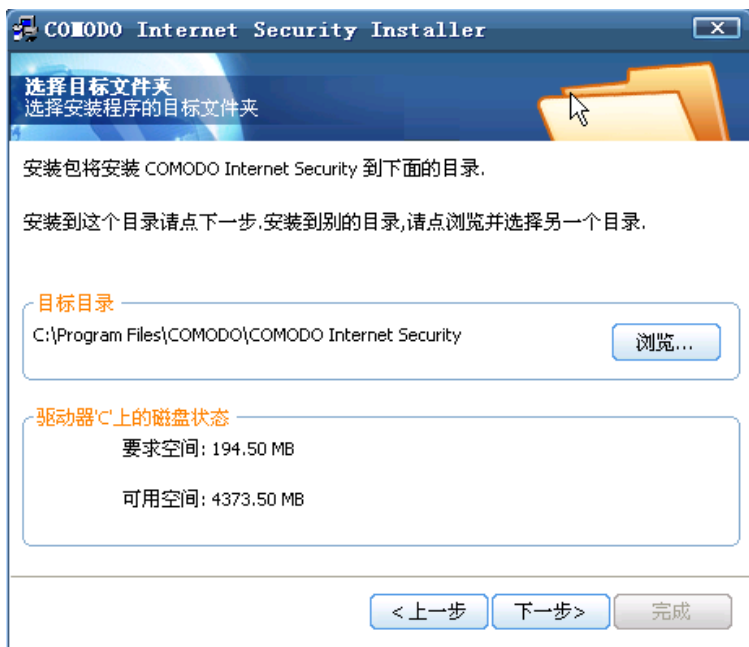 COMODO Internet Security Installer
选择目标文件夹
选择安装程序的目标文件夹
安装包将安装 COMODO Internet Security 到下面的目录.
安装到这个目录请点下一步.安装到别的目录,请点浏览并选择另一个目录.
目标目录
C:\Program Files\COMODO\COMODO Internet Security
浏览...
驱动器'C'上的磁盘状态
要求空间: 194.50 MB
可用空间: 4373.50 MB
<上一步 下一步> 完成